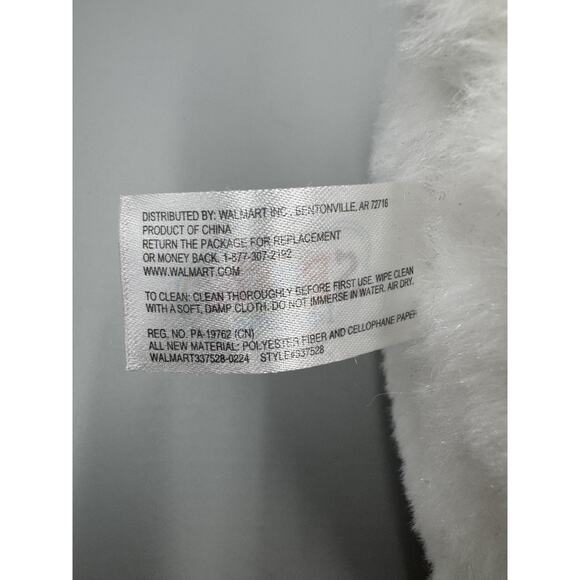 DISTRIBUTED BY: WALMART INC., BENTONVILLE, AR 72716
PRODUCT OF CHINA
RETURN THE PACKAGE FOR REPLACEMENT
OR MONEY BACK. 1-877-307-2192
WWW.WALMART.COM
TO CLEAN: CLEAN THOROUGHLY BEFORE FIRST USE. WIPE CLEAN
WITH A SOFT, DAMP CLOTH. DO NOT IMMERSE IN WATER. AIR DRY.
REG. NO. PA-19762 (CN)
ALL NEW MATERIAL: POLYESTER FIBER AND CELLOPHANE PAPER
WALMART337528-0224 STYLE#337528